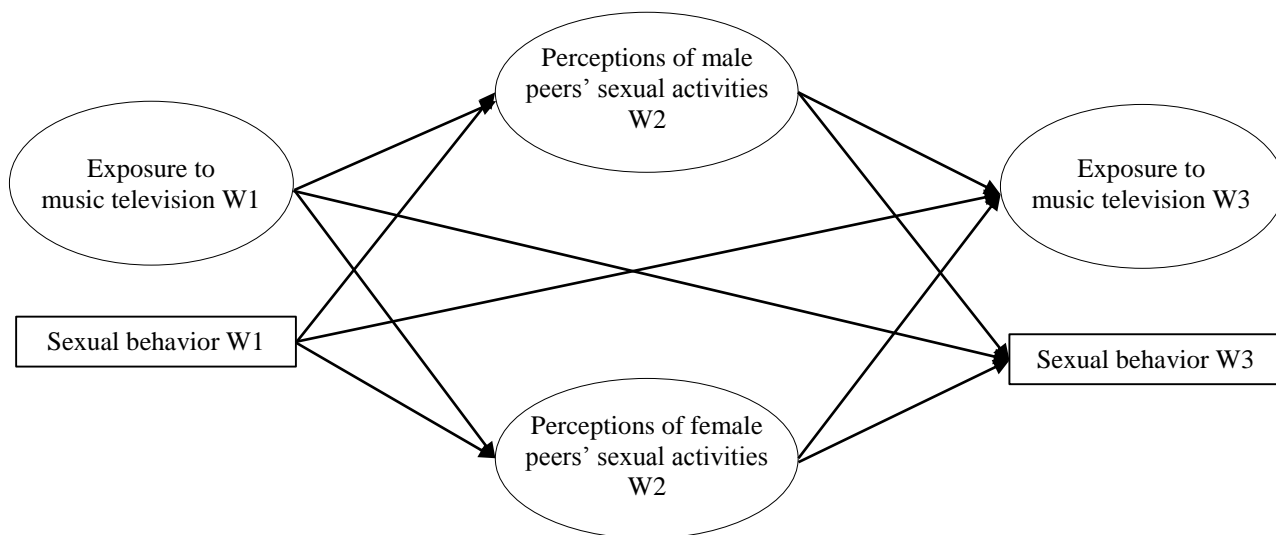 Perceptions of male
peers’ sexual activities
W2
Exposure to
music television W1
Exposure to
music television W3
Sexual behavior W1
Sexual behavior W3
Perceptions of female
peers’ sexual activities
W2